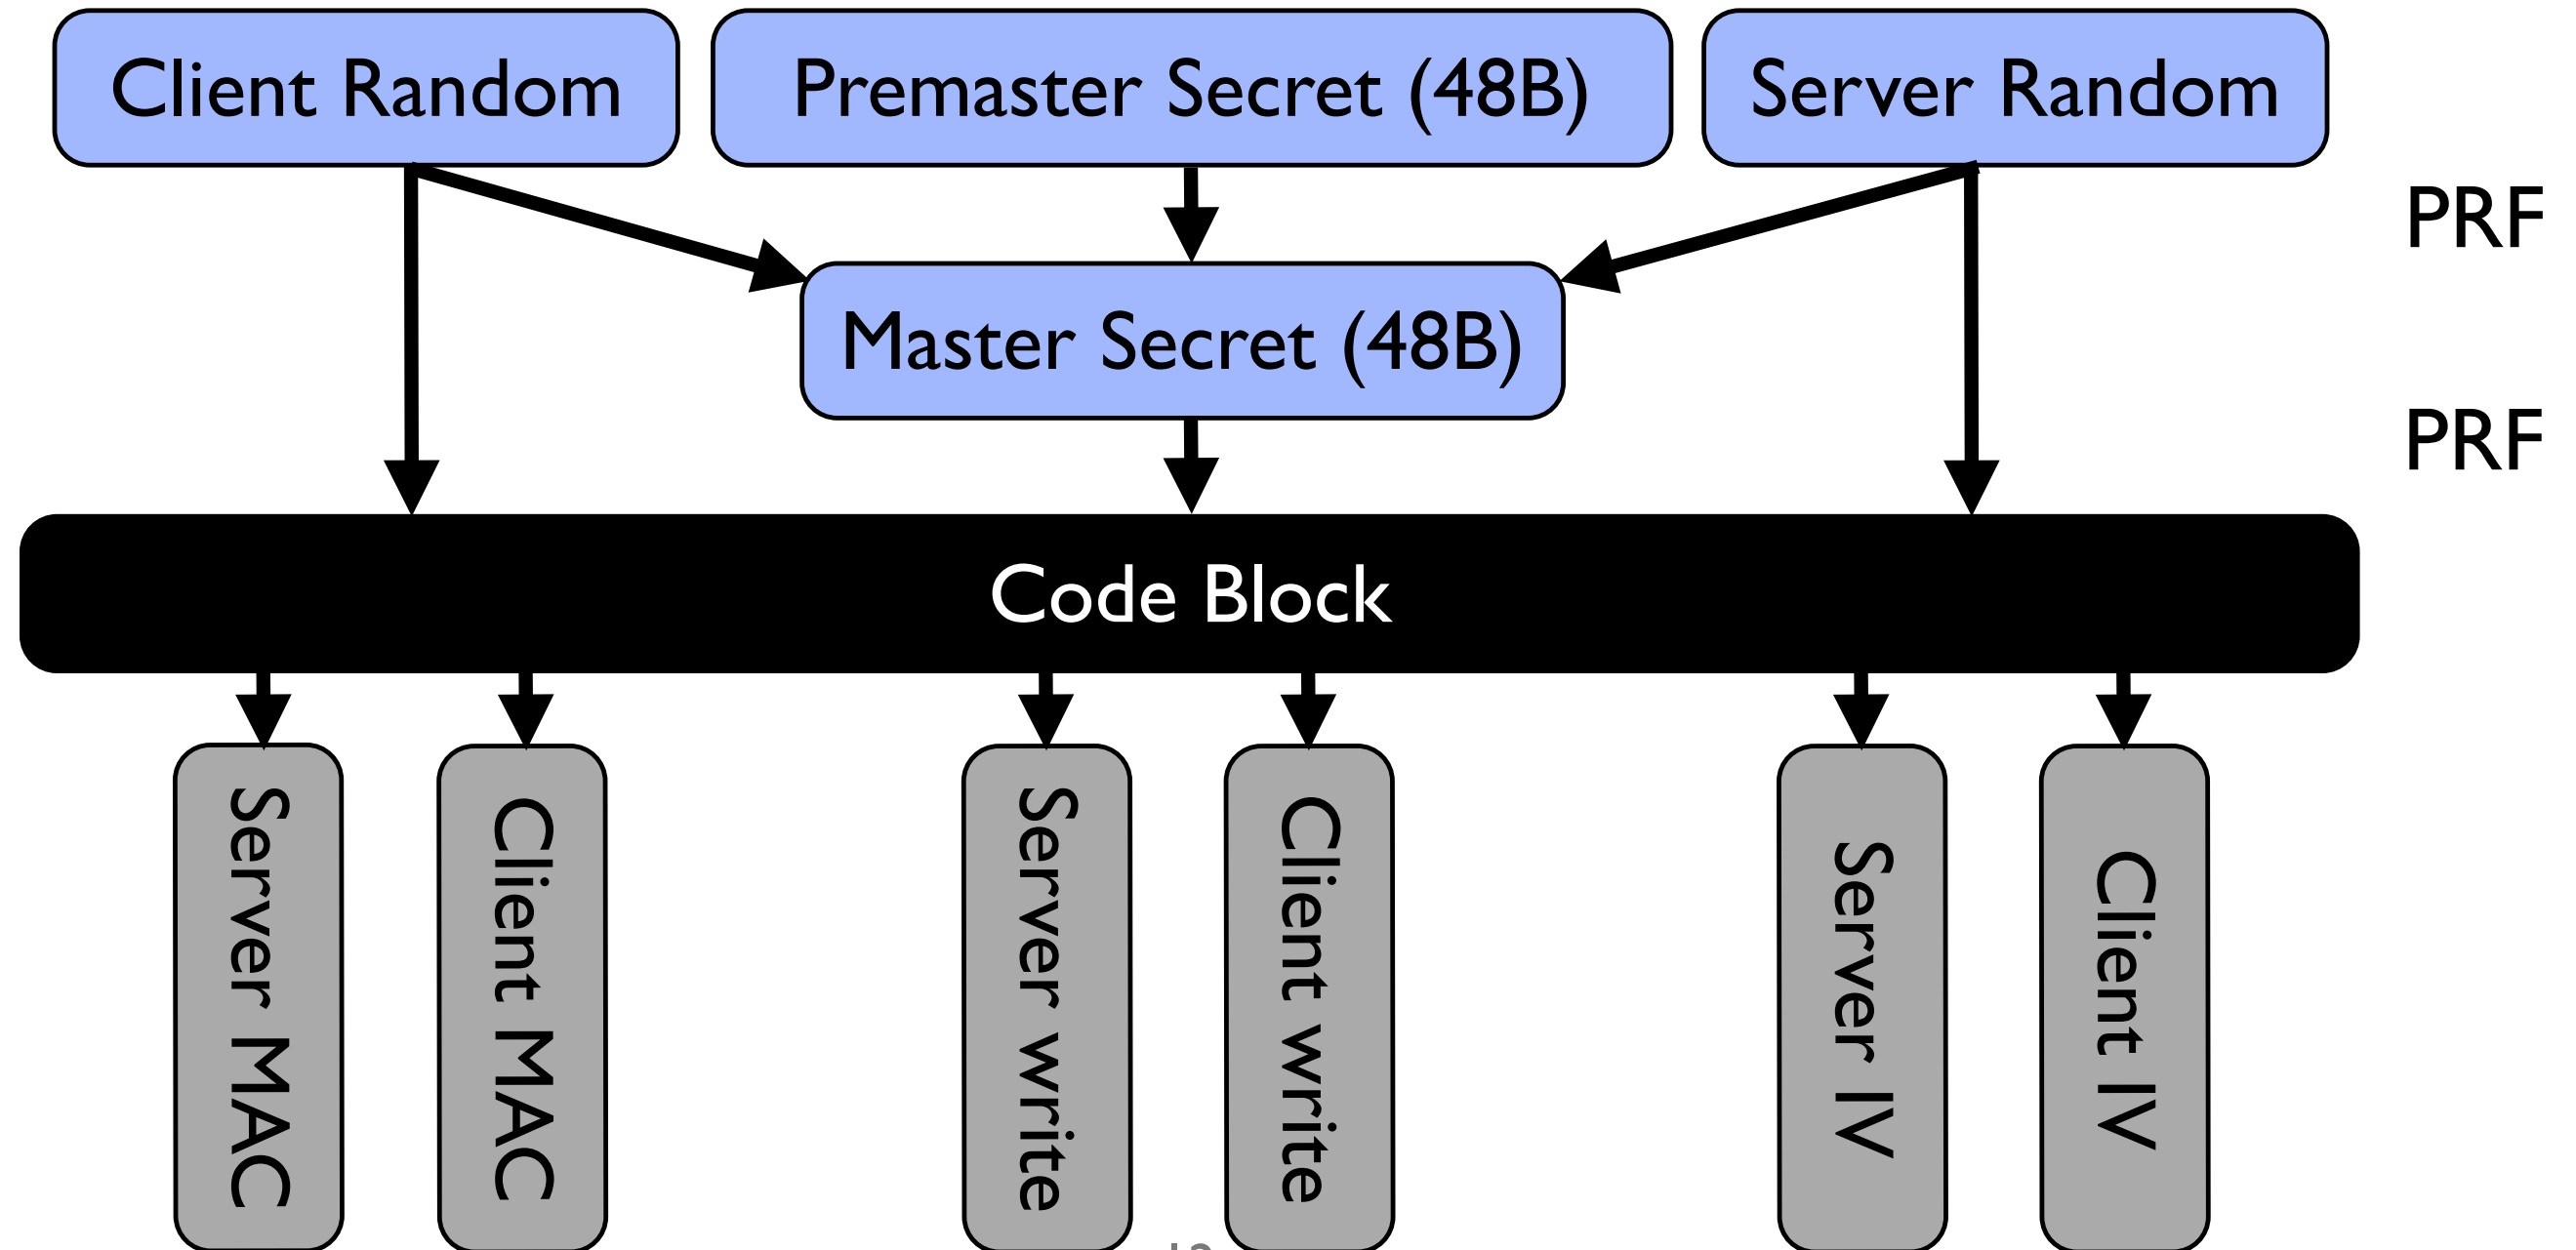 Client Random
Premaster Secret (48B)
Server Random
PRF
Master Secret (48B)
PRF
Code Block
Server MAC
Client MAC
Server write
Client write
Server IV
Client IV